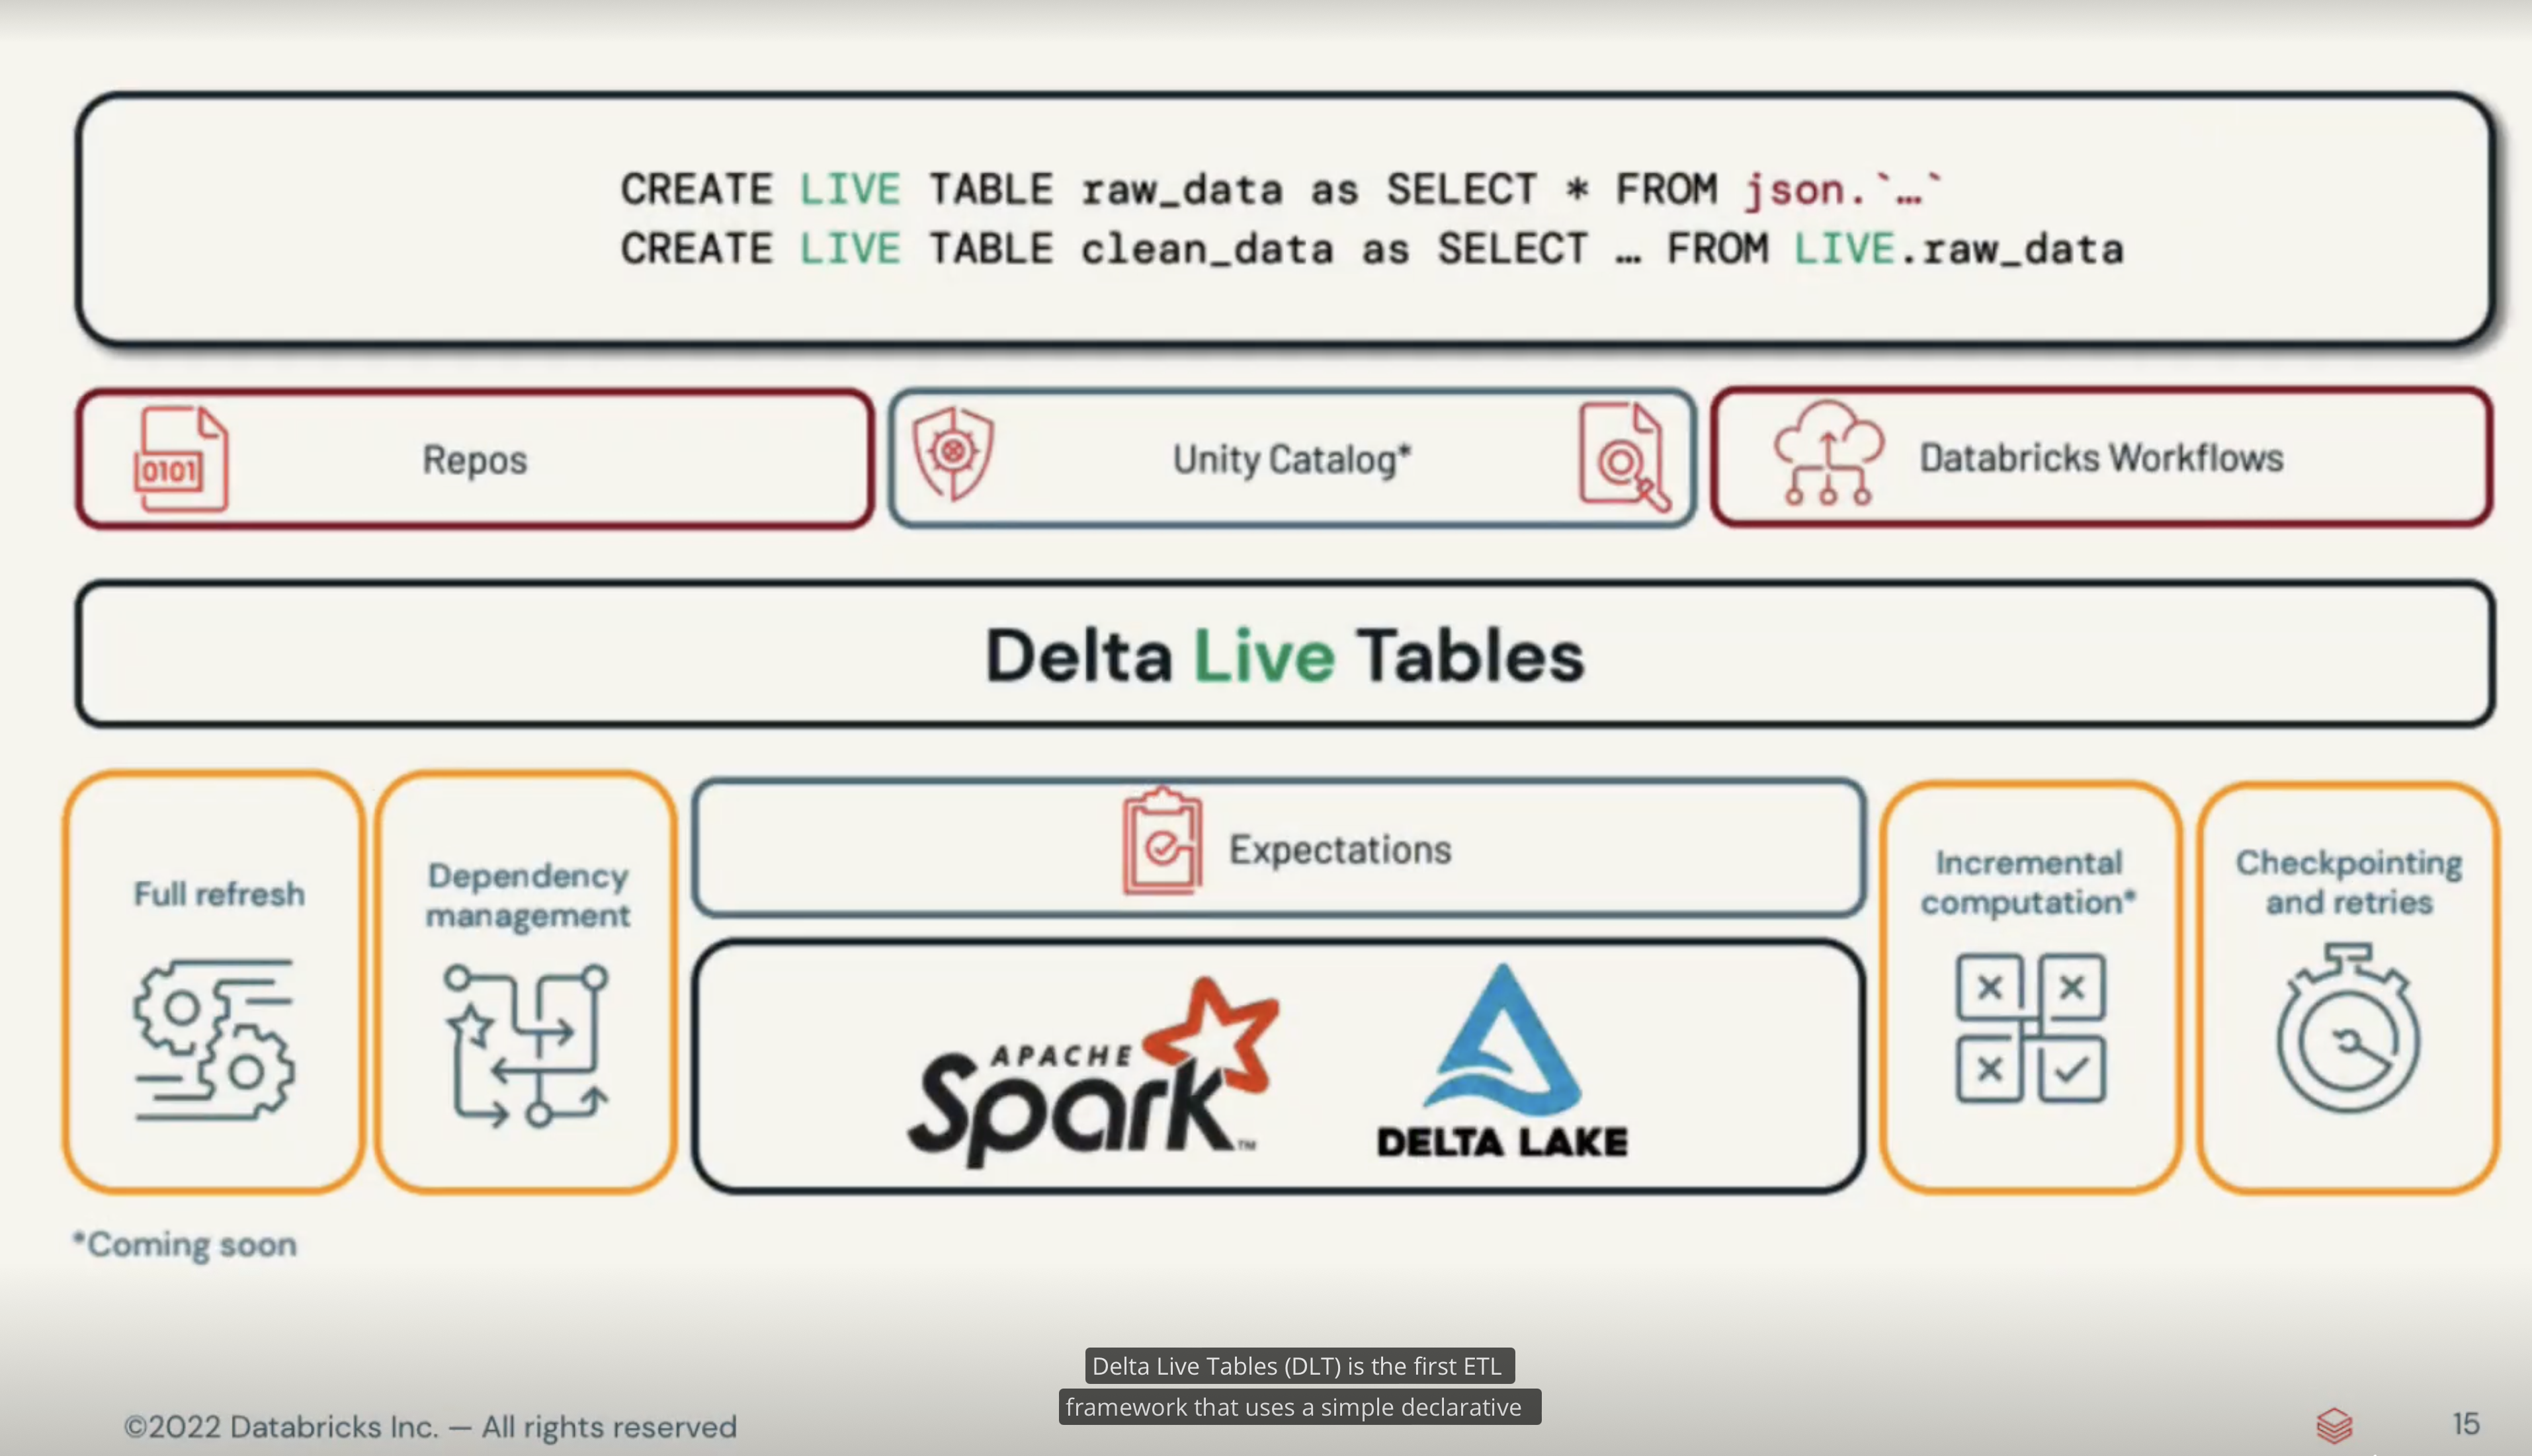 CREATE LIVE TABLE raw_data as SELECT * FROM json.`…`
CREATE LIVE TABLE clean_data as SELECT … FROM LIVE.raw_data
0101
Repos
Unity Catalog*
Databricks Workflows
Delta Live Tables
Full refresh
Dependency
management
Expectations
APACHE
Spark™
DELTA LAKE
Incremental
computation*
Checkpointing
and retries
*Coming soon
Delta Live Tables (DLT) is the first ETL
framework that uses a simple declarative
©2022 Databricks Inc. — All rights reserved
15